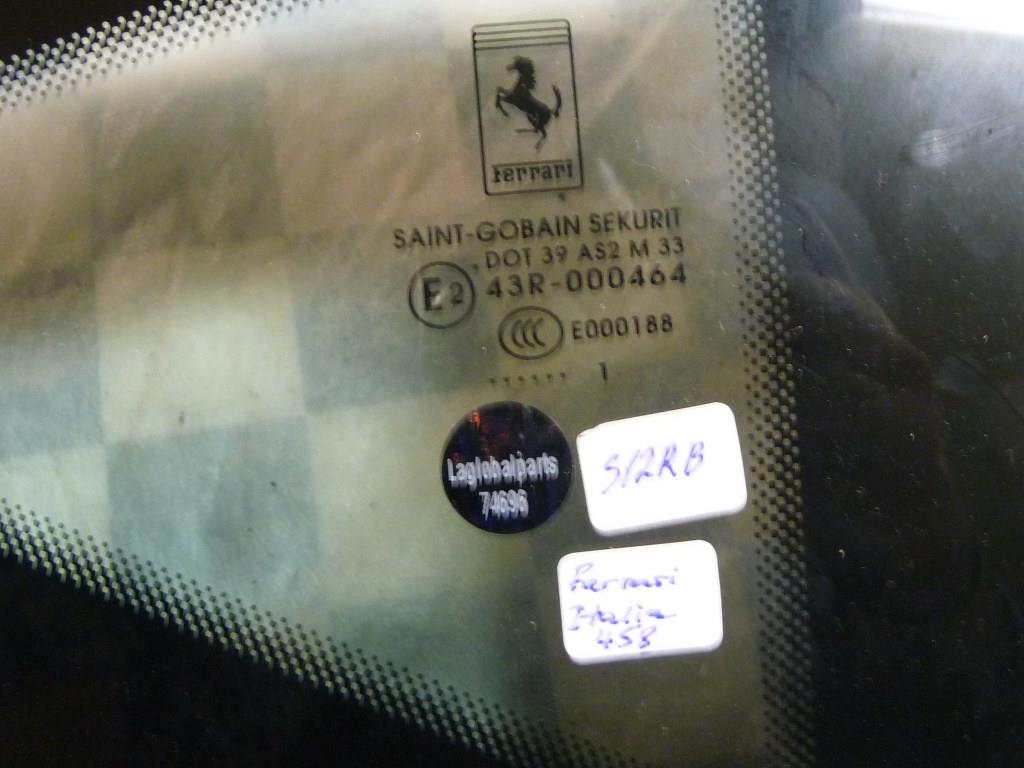 Ferrari
SAINT-GOBAIN SEKURIT
DOT 39 AS2 M 33
E2 43R-000464
CCC E000188
...... 1
Laglobalparts
74696
S12RB
Ferrari
Italia
458